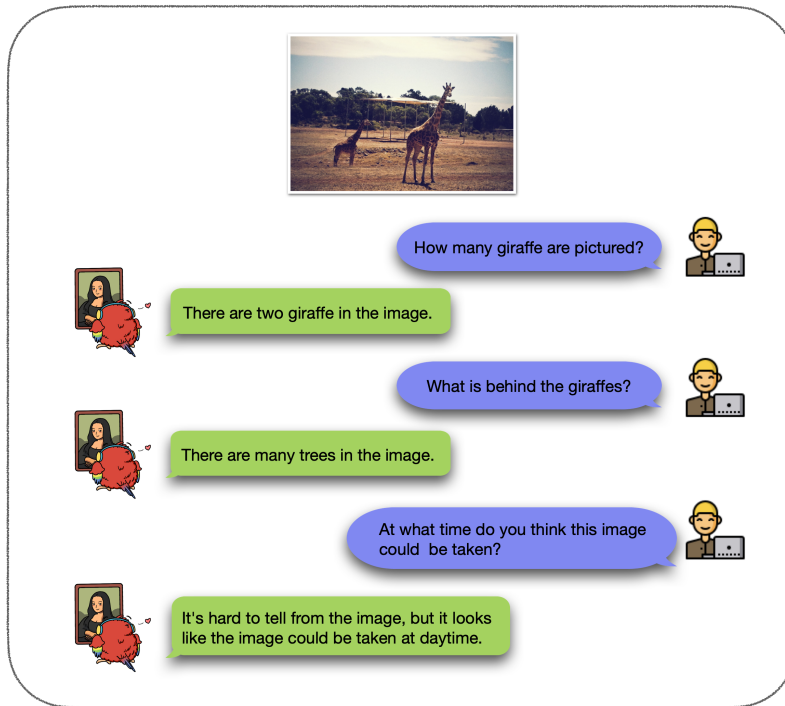 How many giraffe are pictured?
There are two giraffe in the image.
What is behind the giraffes?
There are many trees in the image.
At what time do you think this image
could  be taken?
It's hard to tell from the image, but it looks
like the image could be taken at daytime.